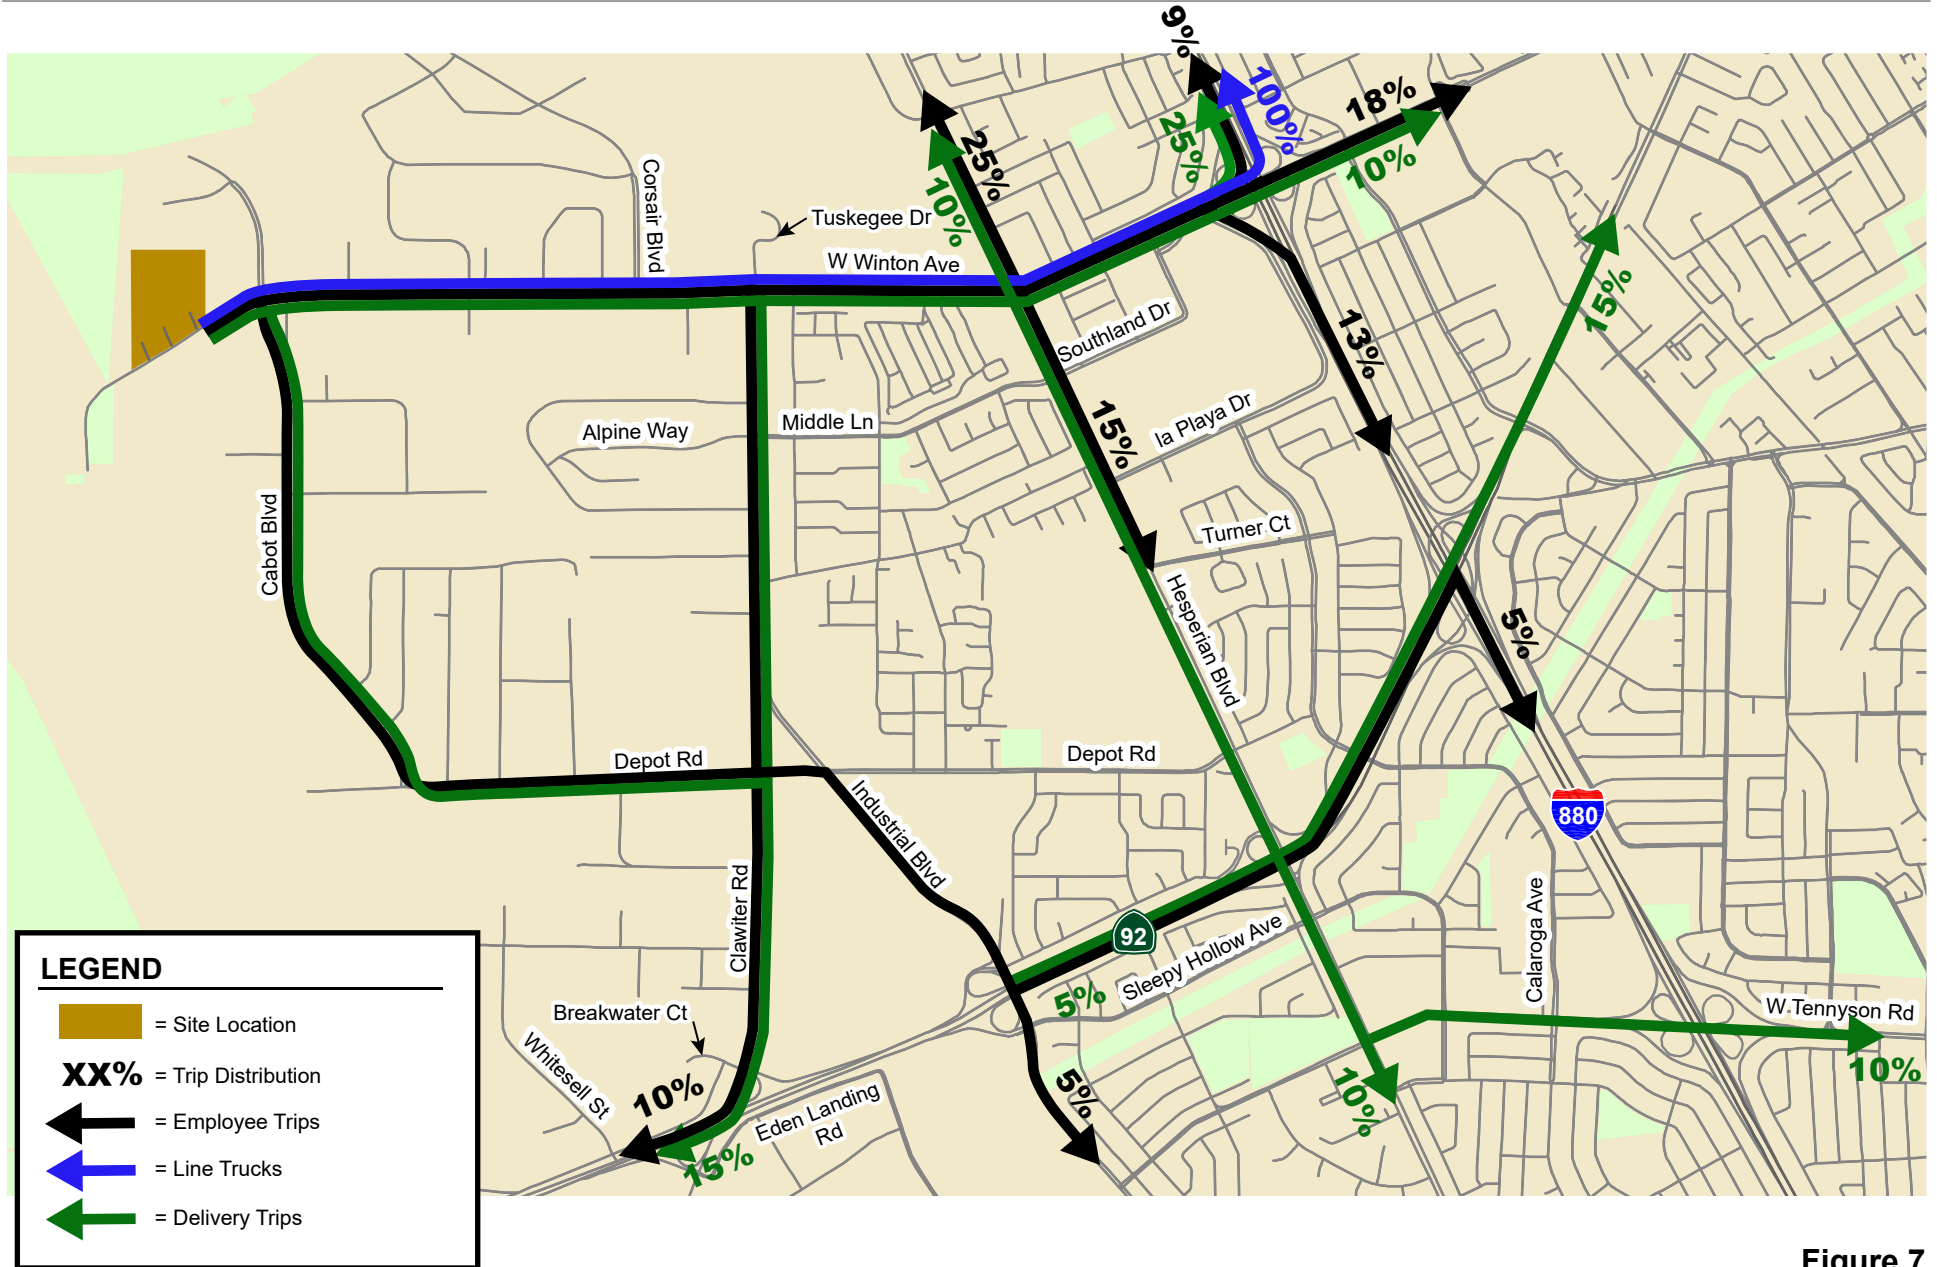 9%
100%
18%
25%
25%
10%
10%
Corsair Blvd
Tuskegee Dr
W Winton Ave
15%
Southland Dr
13%
la Playa Dr
15%
Alpine Way
Middle Ln
Turner Ct
Cabot Blvd
Hesperian Blvd
5%
Depot Rd
Depot Rd
Industrial Blvd
880
Clawiter Rd
92
Sleepy Hollow Ave
Calaroga Ave
5%
W Tennyson Rd
10%
Breakwater Ct
Whitesell St
10%
5%
10%
Eden Landing
Rd
15%
LEGEND
= Site Location
XX% = Trip Distribution
= Employee Trips
= Line Trucks
= Delivery Trips
Figure 7